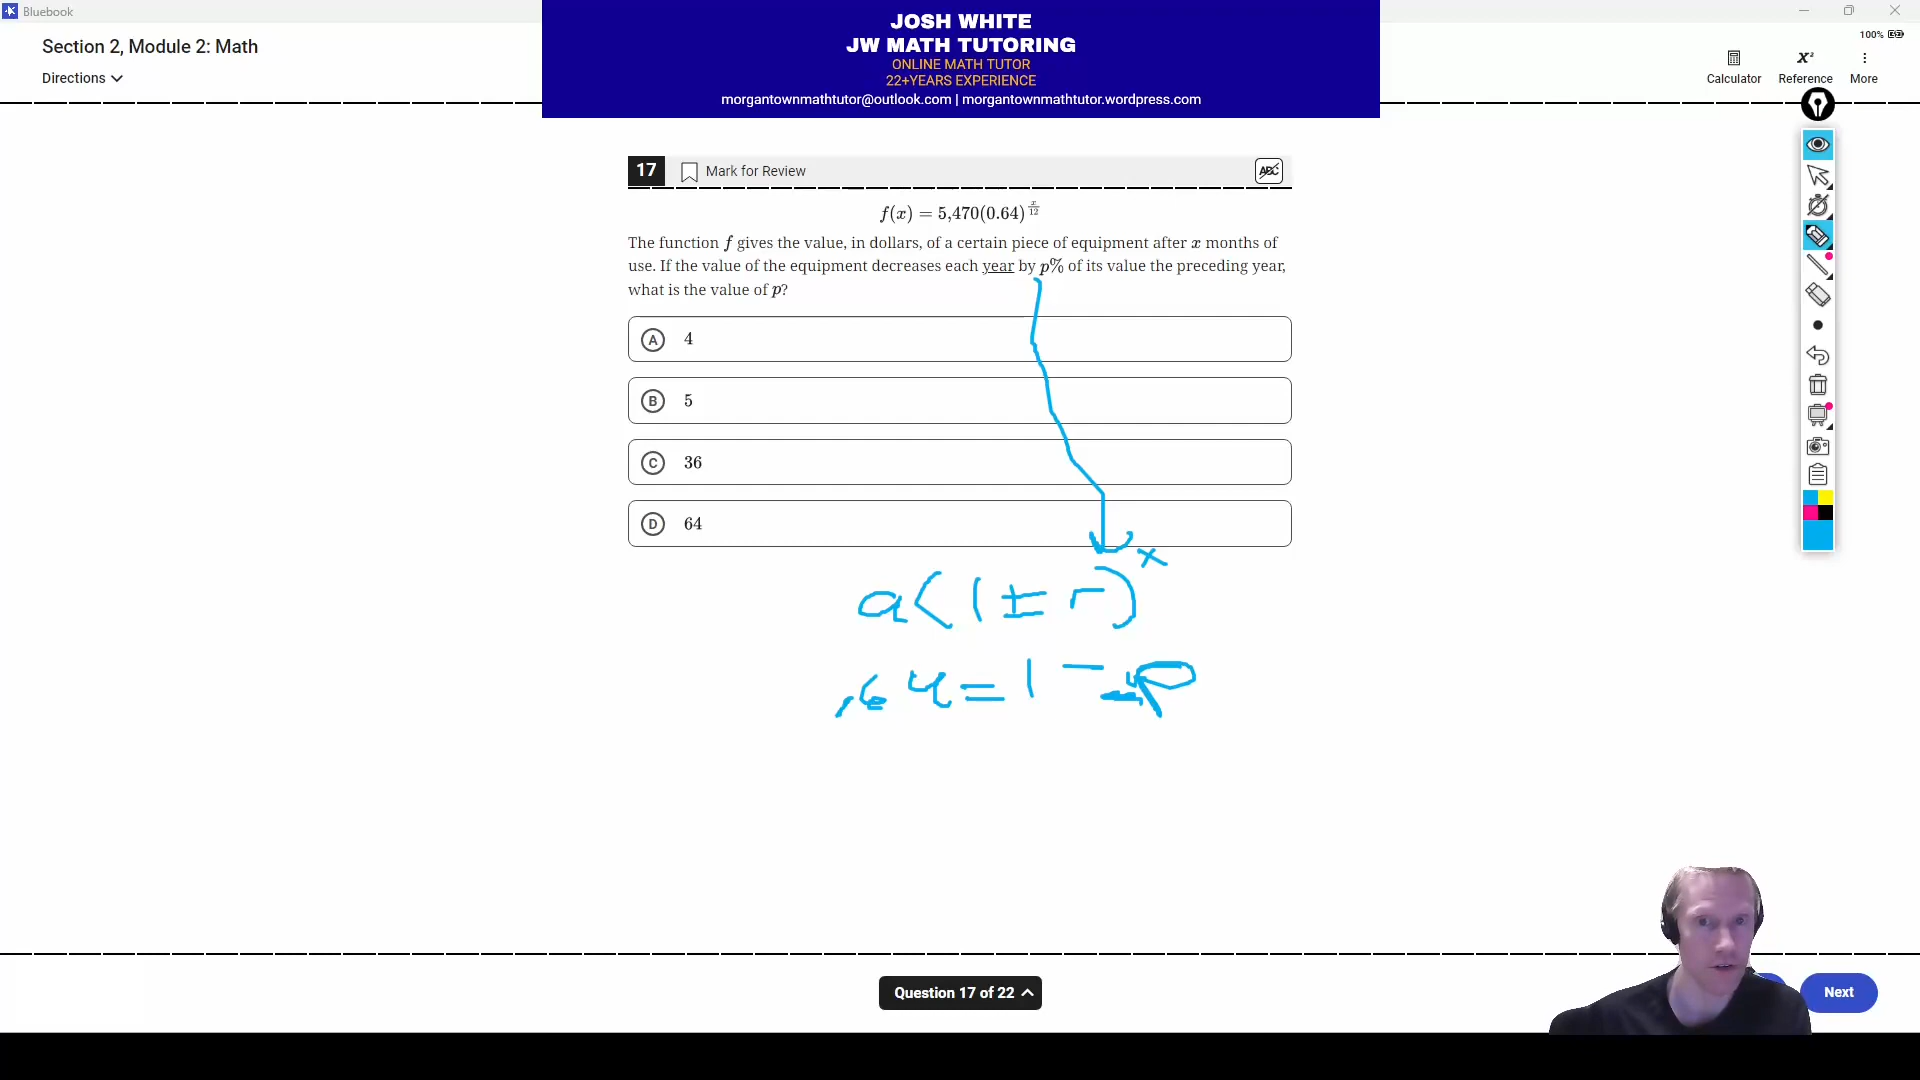 Bluebook
JOSH WHITE
JW MATH TUTORING
ONLINE MATH TUTOR
22+YEARS EXPERIENCE
morgantownmathtutor@outlook.com | morgantownmathtutor.wordpress.com
100%
Section 2, Module 2: Math
Directions
Calculator
Reference
More
17 Mark for Review ABC
f(x) = 5,470(0.64)^(x/12)
The function f gives the value, in dollars, of a certain piece of equipment after x months of
use. If the value of the equipment decreases each year by p% of its value the preceding year,
what is the value of p?
A 4
B 5
C 36
D 64
a(1 ± r)^x
.64 = 1 - p
Question 17 of 22
Next